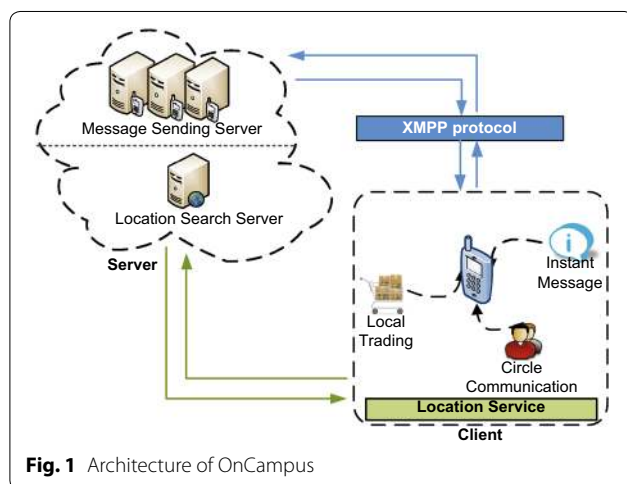 Message Sending Server
XMPP protocol
Location Search Server
Server
Instant
Message
Local
Trading
Circle
Communication
Location Service
Client
Fig. 1 Architecture of OnCampus